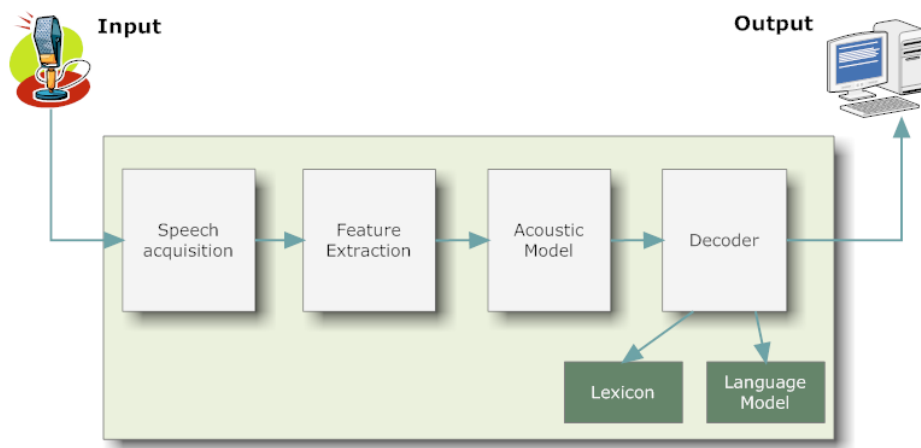 Input
Output
Speech
acquisition
Feature
Extraction
Acoustic
Model
Decoder
Lexicon
Language
Model